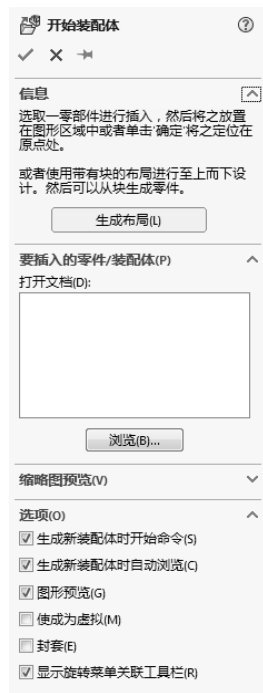 开始装配体
信息
选取一零部件进行插入，然后将之放置
在图形区域中或者单击'确定'将之定位在
原点处。
或者使用带有块的布局进行至上而下设
计。然后可以从块生成零件。
生成布局(L)
要插入的零件/装配体(P)
打开文档(D):
浏览(B)...
缩略图预览(V)
选项(O)
生成新装配体时开始命令(S)
生成新装配体时自动浏览(C)
图形预览(G)
使成为虚拟(M)
封套(E)
显示旋转菜单关联工具栏(R)